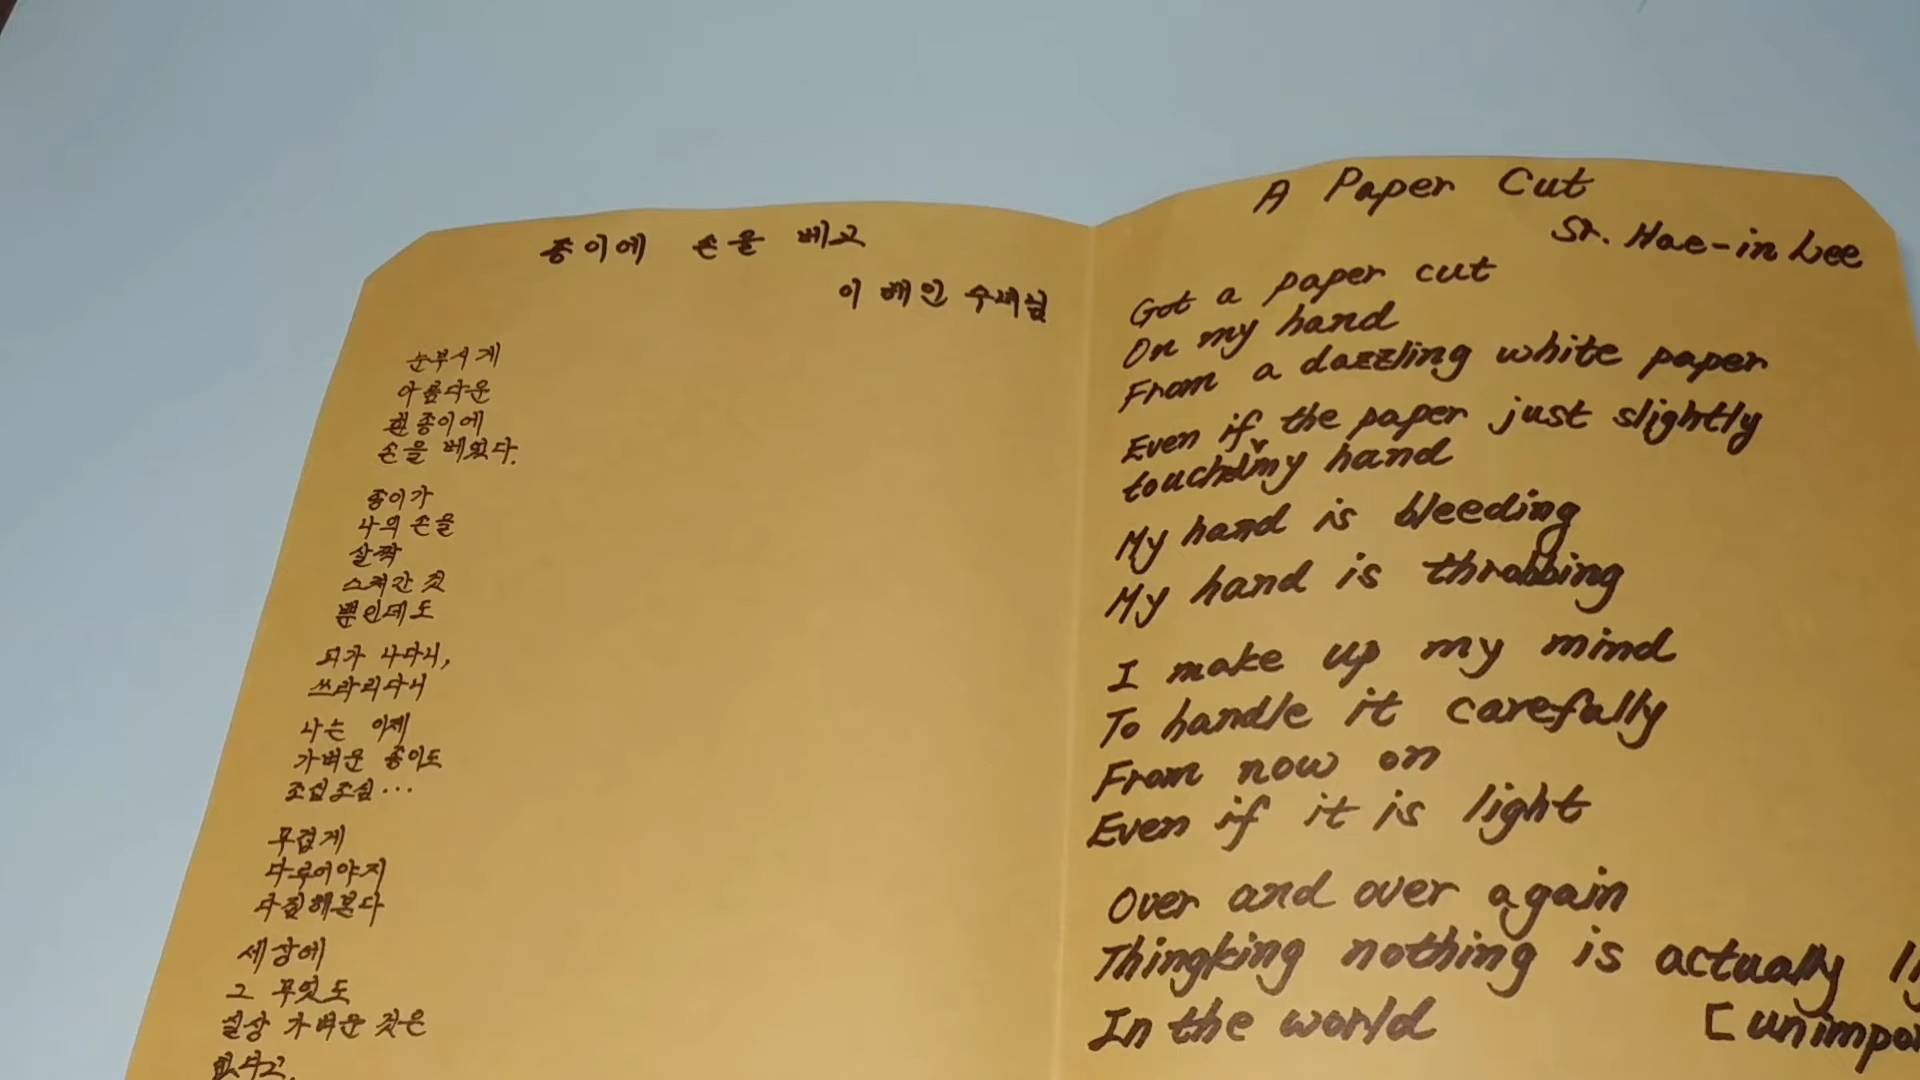 종이에 손을 베고
이해인 수녀님
눈부시게
아름다운
흰 종이에
손을 베였다.
종이가
나의 손을
살짝
스쳐간 것
뿐인데도
피가 나다니,
쓰라리다니
나는 이제
가벼운 종이도
조심조심...
무겁게
다루어야지
다짐해본다
세상에
그 무엇도
실상 가벼운 것은
없다고,
A Paper Cut
Sr. Hae-in Lee
Got a paper cut
On my hand
From a dazzling white paper
Even if the paper just slightly
my hand
My hand is bleeding
My hand is throbbing
I make up my mind
To handle it carefully
From now on
Even if it is light
Over and over again
Thingking nothing is actually
In the world